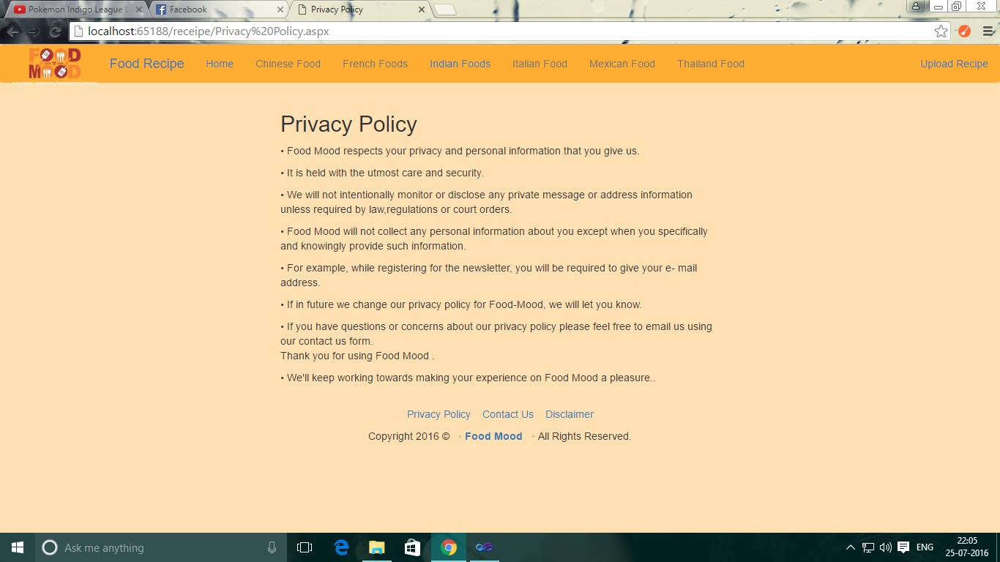 Pokemon Indigo League
Facebook
Privacy Policy
localhost:65188/receipe/Privacy%20Policy.aspx
FOOD
MOOD
Food Recipe
Home
Chinese Food
French Foods
Indian Foods
Italian Food
Mexican Food
Thailand Food
Upload Recipe
Privacy Policy
• Food Mood respects your privacy and personal information that you give us.
• It is held with the utmost care and security.
• We will not intentionally monitor or disclose any private message or address information
unless required by law,regulations or court orders.
• Food Mood will not collect any personal information about you except when you specifically
and knowingly provide such information.
• For example, while registering for the newsletter, you will be required to give your e- mail
address.
• If in future we change our privacy policy for Food-Mood, we will let you know.
• If you have questions or concerns about our privacy policy please feel free to email us using
our contact us form.
Thank you for using Food Mood .
• We'll keep working towards making your experience on Food Mood a pleasure..
Privacy Policy Contact Us Disclaimer
Copyright 2016 © · Food Mood · All Rights Reserved.
Ask me anything
ENG
22:05
25-07-2016